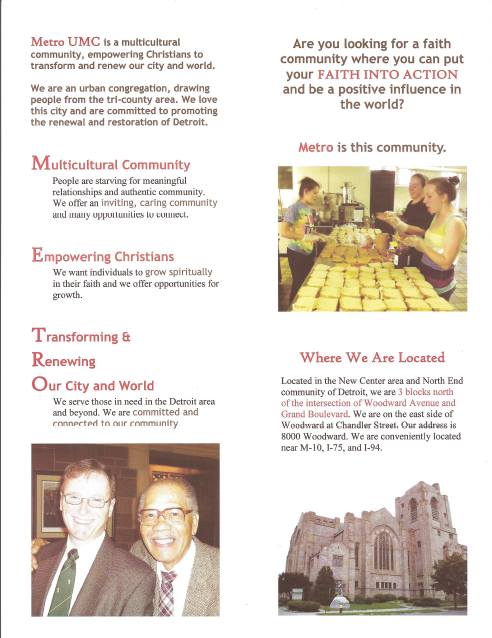 Metro UMC is a multicultural
community, empowering Christians to
transform and renew our city and world.
We are an urban congregation, drawing
people from the tri-county area. We love
this city and are committed to promoting
the renewal and restoration of Detroit.
Multicultural Community
People are starving for meaningful
relationships and authentic community.
We offer an inviting, caring community
and many opportunities to connect.
Empowering Christians
We want individuals to grow spiritually
in their faith and we offer opportunities for
growth.
Transforming &
Renewing
Our City and World
We serve those in need in the Detroit area
and beyond. We are committed and
connected to our community
Are you looking for a faith
community where you can put
your FAITH INTO ACTION
and be a positive influence in
the world?
Metro is this community.
Where We Are Located
Located in the New Center area and North End
community of Detroit, we are 3 blocks north
of the intersection of Woodward Avenue and
Grand Boulevard. We are on the east side of
Woodward at Chandler Street. Our address is
8000 Woodward. We are conveniently located
near M-10, I-75, and I-94.